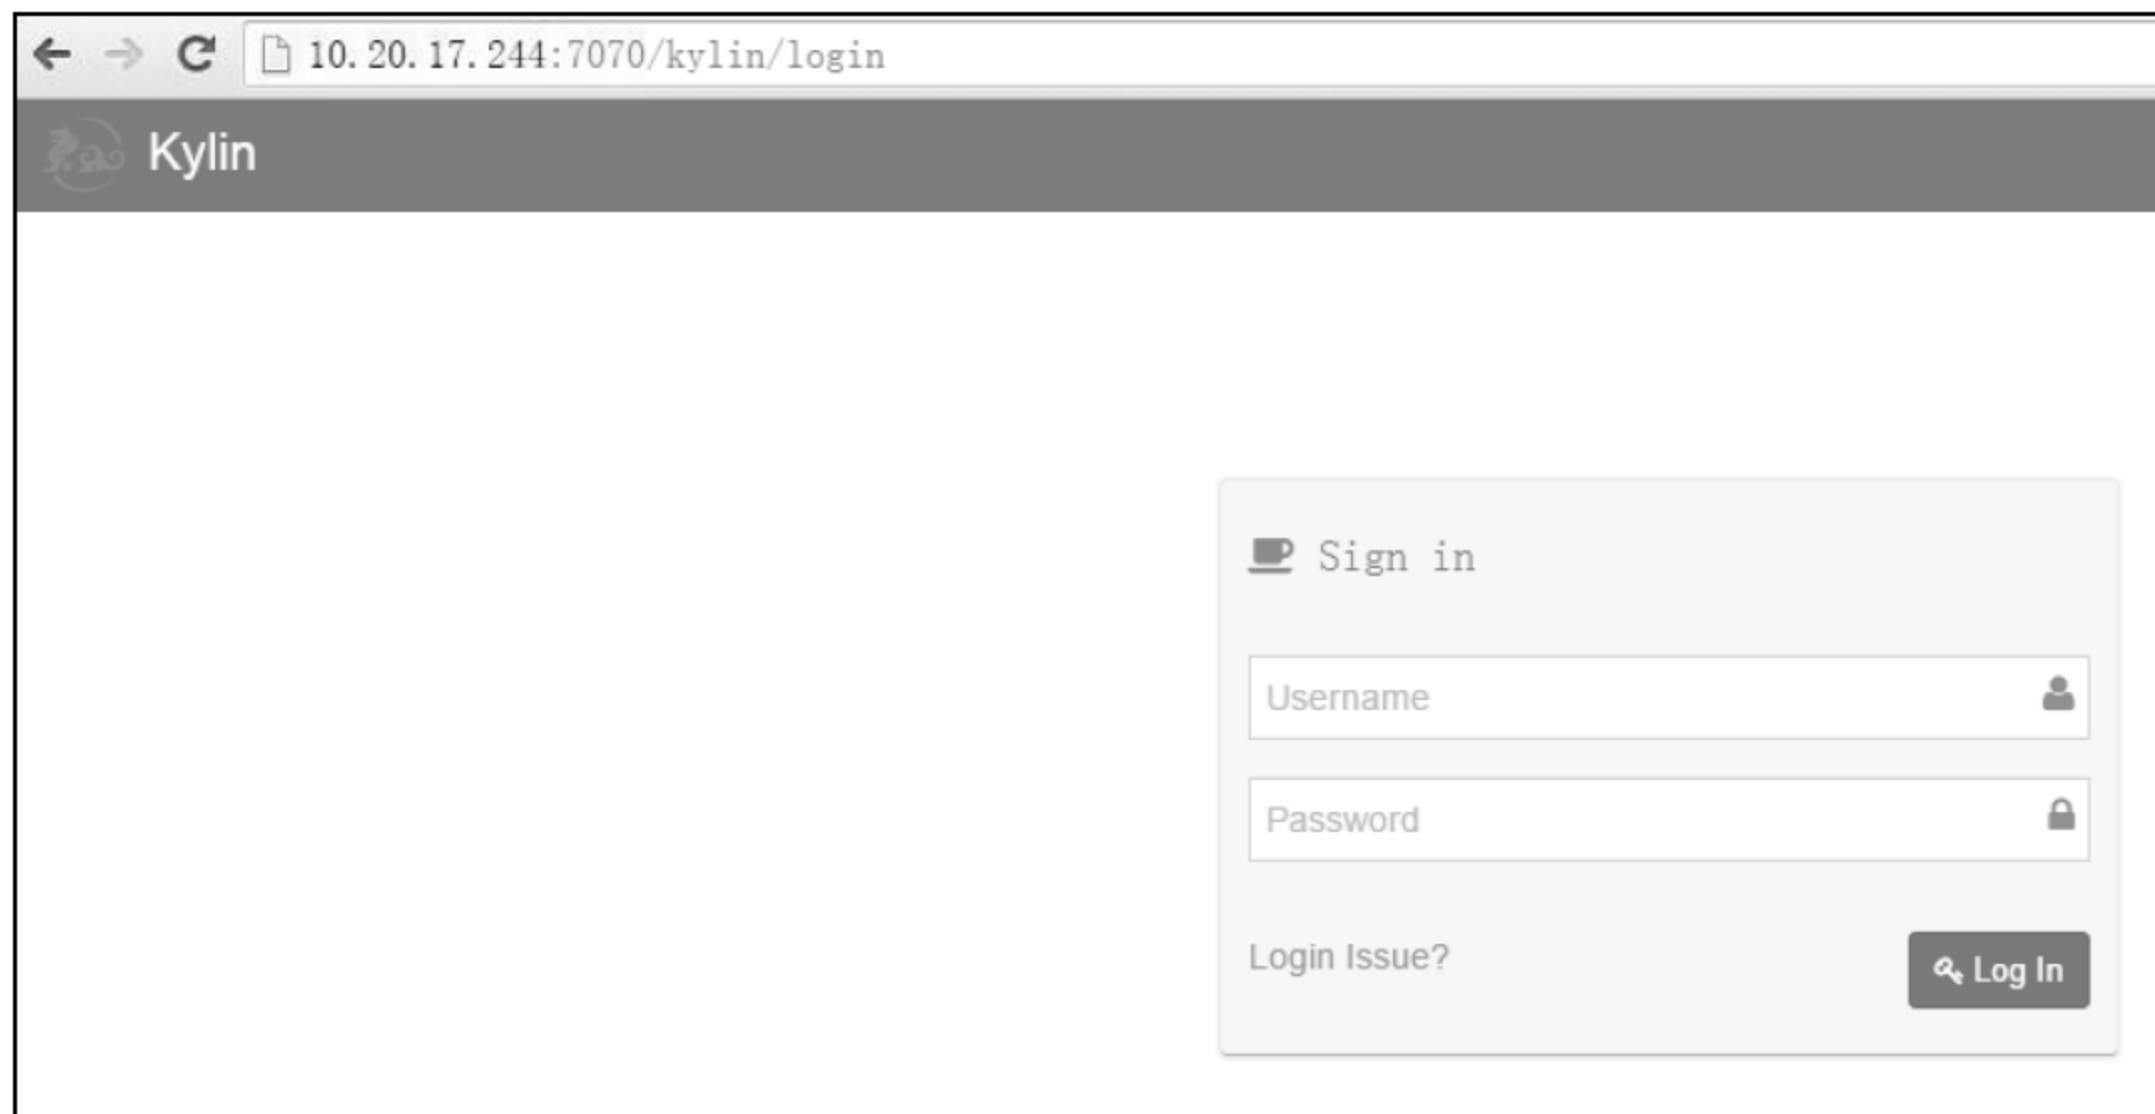 10.20.17.244:7070/kylin/login
Kylin
Sign in
Username
Password
Login Issue?
Log In